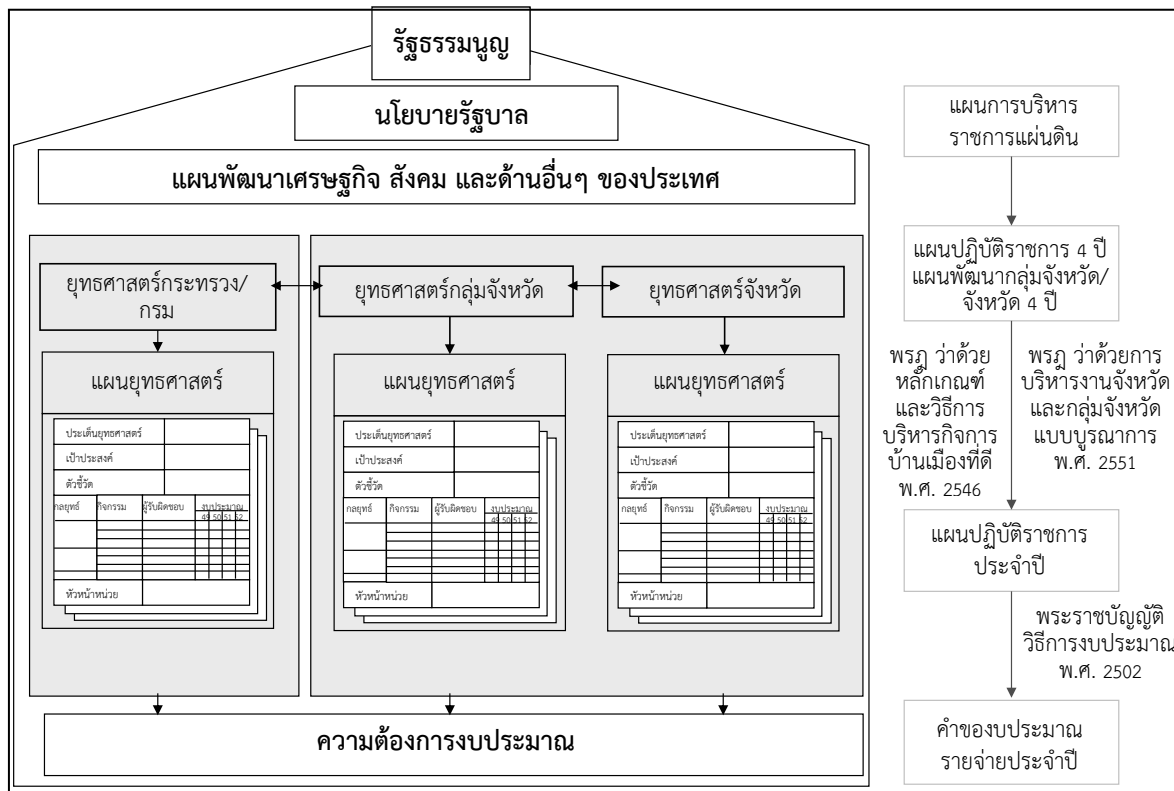 รัฐธรรมนูญ
นโยบายรัฐบาล
แผนพัฒนาเศรษฐกิจ สังคม และด้านอื่นๆ ของประเทศ
ยุทธศาสตร์กระทรวง/
กรม
ยุทธศาสตร์กลุ่มจังหวัด
ยุทธศาสตร์จังหวัด
แผนยุทธศาสตร์
ประเด็นยุทธศาสตร์
เป้าประสงค์
ตัวชี้วัด
กลยุทธ์ กิจกรรม ผู้รับผิดชอบ งบประมาณ
49 50 51 52
หัวหน้าหน่วย
แผนยุทธศาสตร์
ประเด็นยุทธศาสตร์
เป้าประสงค์
ตัวชี้วัด
กลยุทธ์ กิจกรรม ผู้รับผิดชอบ งบประมาณ
49 50 51 52
หัวหน้าหน่วย
แผนยุทธศาสตร์
ประเด็นยุทธศาสตร์
เป้าประสงค์
ตัวชี้วัด
กลยุทธ์ กิจกรรม ผู้รับผิดชอบ งบประมาณ
49 50 51 52
หัวหน้าหน่วย
ความต้องการงบประมาณ
แผนการบริหาร
ราชการแผ่นดิน
แผนปฏิบัติราชการ 4 ปี
แผนพัฒนากลุ่มจังหวัด/
จังหวัด 4 ปี
พรฎ ว่าด้วย
หลักเกณฑ์
และวิธีการ
บริหารกิจการ
บ้านเมืองที่ดี
พ.ศ. 2546
พรฎ ว่าด้วยการ
บริหารงานจังหวัด
และกลุ่มจังหวัด
แบบบูรณาการ
พ.ศ. 2551
แผนปฏิบัติราชการ
ประจำปี
พระราชบัญญัติ
วิธีการงบประมาณ
พ.ศ. 2502
คำของบประมาณ
รายจ่ายประจำปี